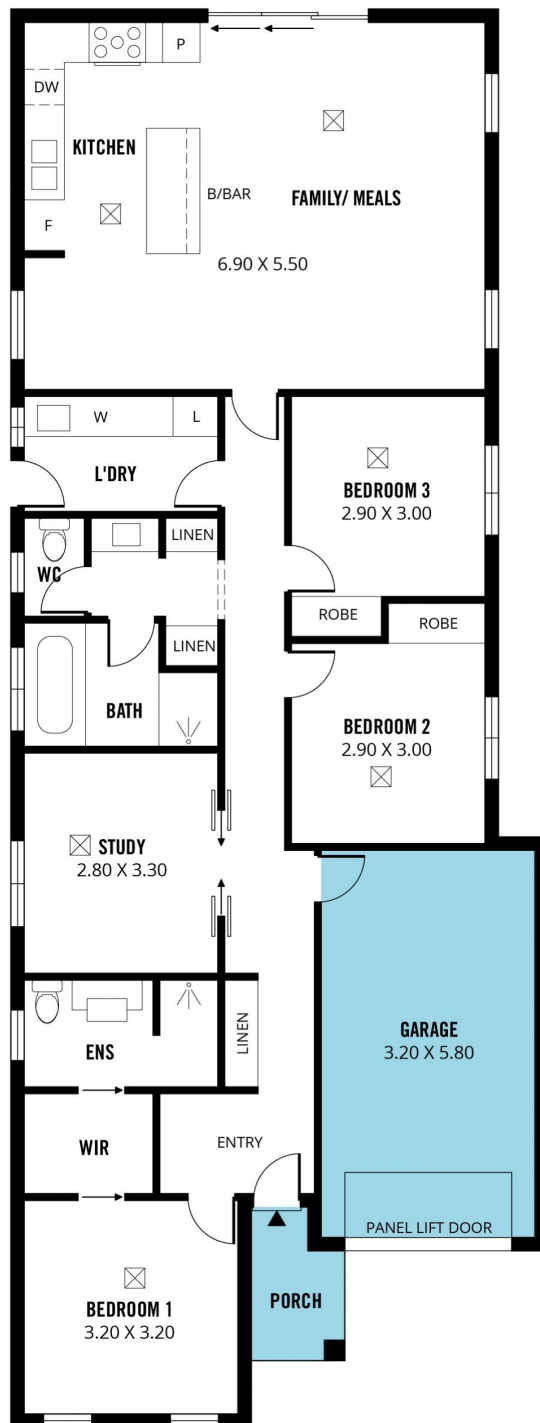 P
DW
KITCHEN
B/BAR
FAMILY/ MEALS
F
6.90 X 5.50
W
L
L'DRY
BEDROOM 3
2.90 X 3.00
LINEN
WC
ROBE
ROBE
LINEN
BATH
BEDROOM 2
2.90 X 3.00
STUDY
2.80 X 3.30
GARAGE
3.20 X 5.80
LINEN
ENS
WIR
ENTRY
PANEL LIFT DOOR
PORCH
BEDROOM 1
3.20 X 3.20